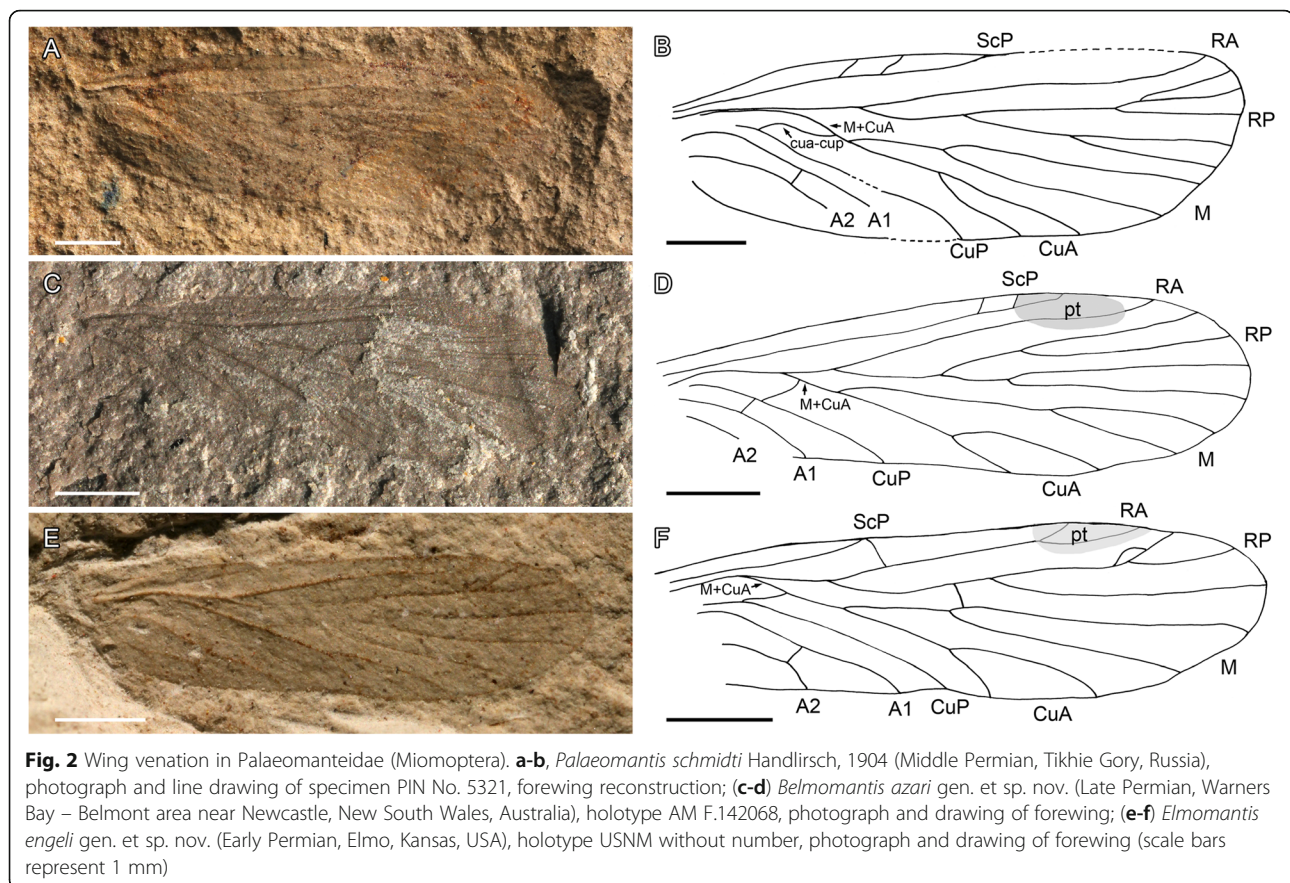 A
B
ScP
RA
RP
M+CuA
cua-cup
A2
A1
CuP
CuA
M
C
D
ScP
pt
RA
RP
M+CuA
A2
A1
CuP
CuA
M
E
F
ScP
RA
pt
RP
M+CuA
A2
A1
CuP
CuA
M
Fig. 2 Wing venation in Palaeomanteidae (Miomoptera). a-b, Palaeomantis schmidti Handlirsch, 1904 (Middle Permian, Tikhie Gory, Russia),
photograph and line drawing of specimen PIN No. 5321, forewing reconstruction; (c-d) Belmomantis azari gen. et sp. nov. (Late Permian, Warners
Bay – Belmont area near Newcastle, New South Wales, Australia), holotype AM F.142068, photograph and drawing of forewing; (e-f) Elmomantis
engeli gen. et sp. nov. (Early Permian, Elmo, Kansas, USA), holotype USNM without number, photograph and drawing of forewing (scale bars
represent 1 mm)